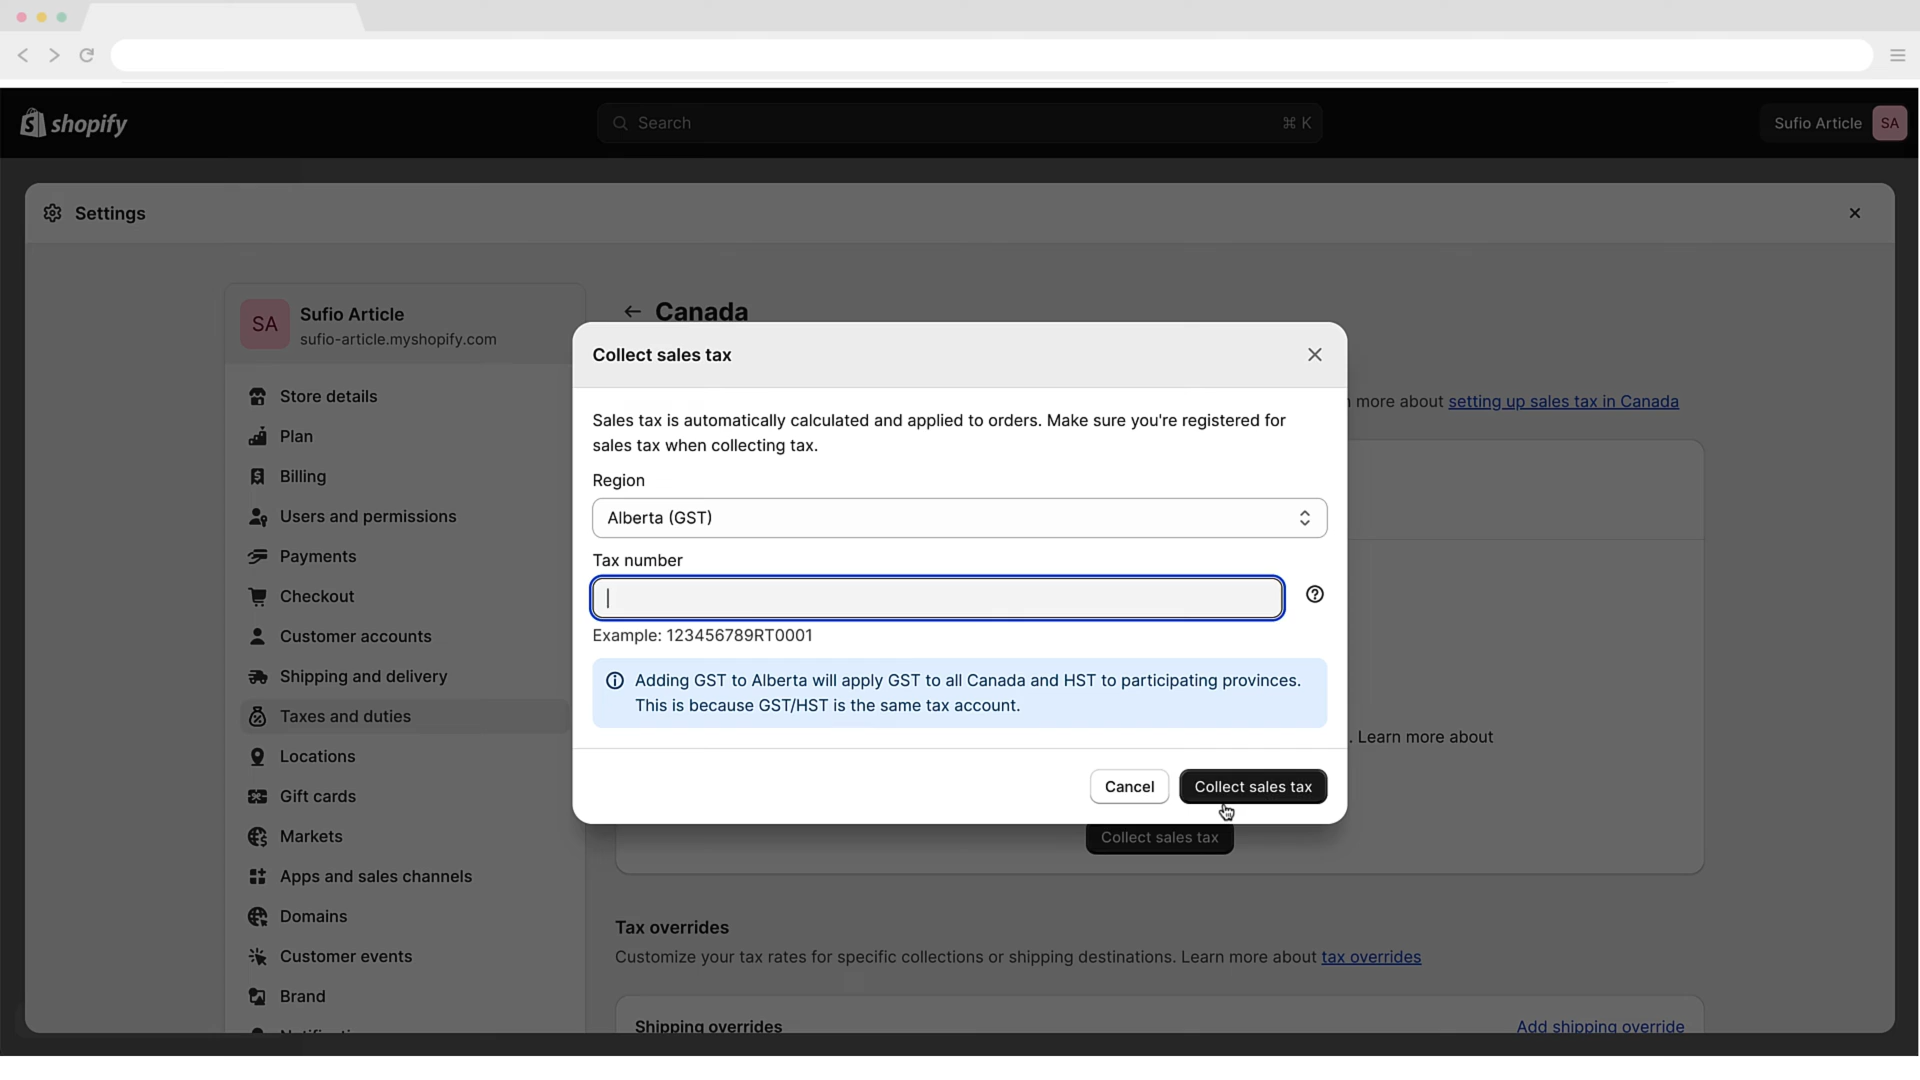 shopify
Search
⌘ K
Sufio Article
SA
Settings
SA
Sufio Article
sufio-article.myshopify.com
Store details
Plan
Billing
Users and permissions
Payments
Checkout
Customer accounts
Shipping and delivery
Taxes and duties
Locations
Gift cards
Markets
Apps and sales channels
Domains
Customer events
Brand
Canada
more about setting up sales tax in Canada
Collect sales tax
Sales tax is automatically calculated and applied to orders. Make sure you're registered for
sales tax when collecting tax.
Region
Alberta (GST)
Tax number
Example: 123456789RT0001
Adding GST to Alberta will apply GST to all Canada and HST to participating provinces.
This is because GST/HST is the same tax account.
Cancel
Collect sales tax
. Learn more about
Collect sales tax
Tax overrides
Customize your tax rates for specific collections or shipping destinations. Learn more about tax overrides
Shipping overrides
Add shipping override